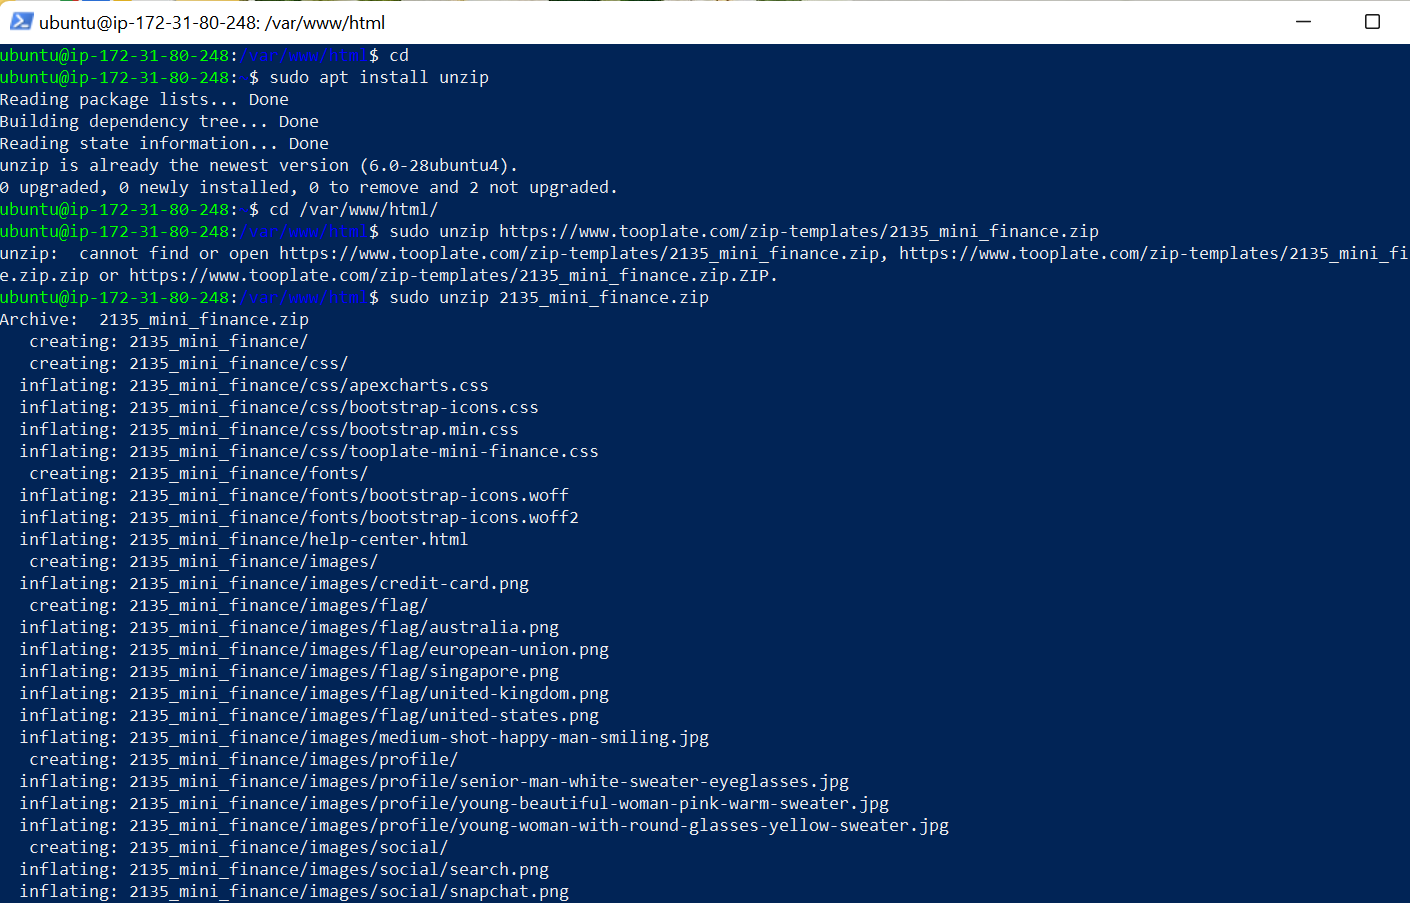 ubuntu@ip-172-31-80-248: /var/www/html
ubuntu@ip-172-31-80-248:/var/www/html$ cd
ubuntu@ip-172-31-80-248:~$ sudo apt install unzip
Reading package lists... Done
Building dependency tree... Done
Reading state information... Done
unzip is already the newest version (6.0-28ubuntu4).
0 upgraded, 0 newly installed, 0 to remove and 2 not upgraded.
ubuntu@ip-172-31-80-248:~$ cd /var/www/html/
ubuntu@ip-172-31-80-248:/var/www/html$ sudo unzip https://www.tooplate.com/zip-templates/2135_mini_finance.zip
unzip:  cannot find or open https://www.tooplate.com/zip-templates/2135_mini_finance.zip, https://www.tooplate.com/zip-templates/2135_mini_fi
e.zip.zip or https://www.tooplate.com/zip-templates/2135_mini_finance.zip.ZIP.
ubuntu@ip-172-31-80-248:/var/www/html$ sudo unzip 2135_mini_finance.zip
Archive:  2135_mini_finance.zip
   creating: 2135_mini_finance/
   creating: 2135_mini_finance/css/
  inflating: 2135_mini_finance/css/apexcharts.css
  inflating: 2135_mini_finance/css/bootstrap-icons.css
  inflating: 2135_mini_finance/css/bootstrap.min.css
  inflating: 2135_mini_finance/css/tooplate-mini-finance.css
   creating: 2135_mini_finance/fonts/
  inflating: 2135_mini_finance/fonts/bootstrap-icons.woff
  inflating: 2135_mini_finance/fonts/bootstrap-icons.woff2
  inflating: 2135_mini_finance/help-center.html
   creating: 2135_mini_finance/images/
  inflating: 2135_mini_finance/images/credit-card.png
   creating: 2135_mini_finance/images/flag/
  inflating: 2135_mini_finance/images/flag/australia.png
  inflating: 2135_mini_finance/images/flag/european-union.png
  inflating: 2135_mini_finance/images/flag/singapore.png
  inflating: 2135_mini_finance/images/flag/united-kingdom.png
  inflating: 2135_mini_finance/images/flag/united-states.png
  inflating: 2135_mini_finance/images/medium-shot-happy-man-smiling.jpg
   creating: 2135_mini_finance/images/profile/
  inflating: 2135_mini_finance/images/profile/senior-man-white-sweater-eyeglasses.jpg
  inflating: 2135_mini_finance/images/profile/young-beautiful-woman-pink-warm-sweater.jpg
  inflating: 2135_mini_finance/images/profile/young-woman-with-round-glasses-yellow-sweater.jpg
   creating: 2135_mini_finance/images/social/
  inflating: 2135_mini_finance/images/social/search.png
  inflating: 2135_mini_finance/images/social/snapchat.png